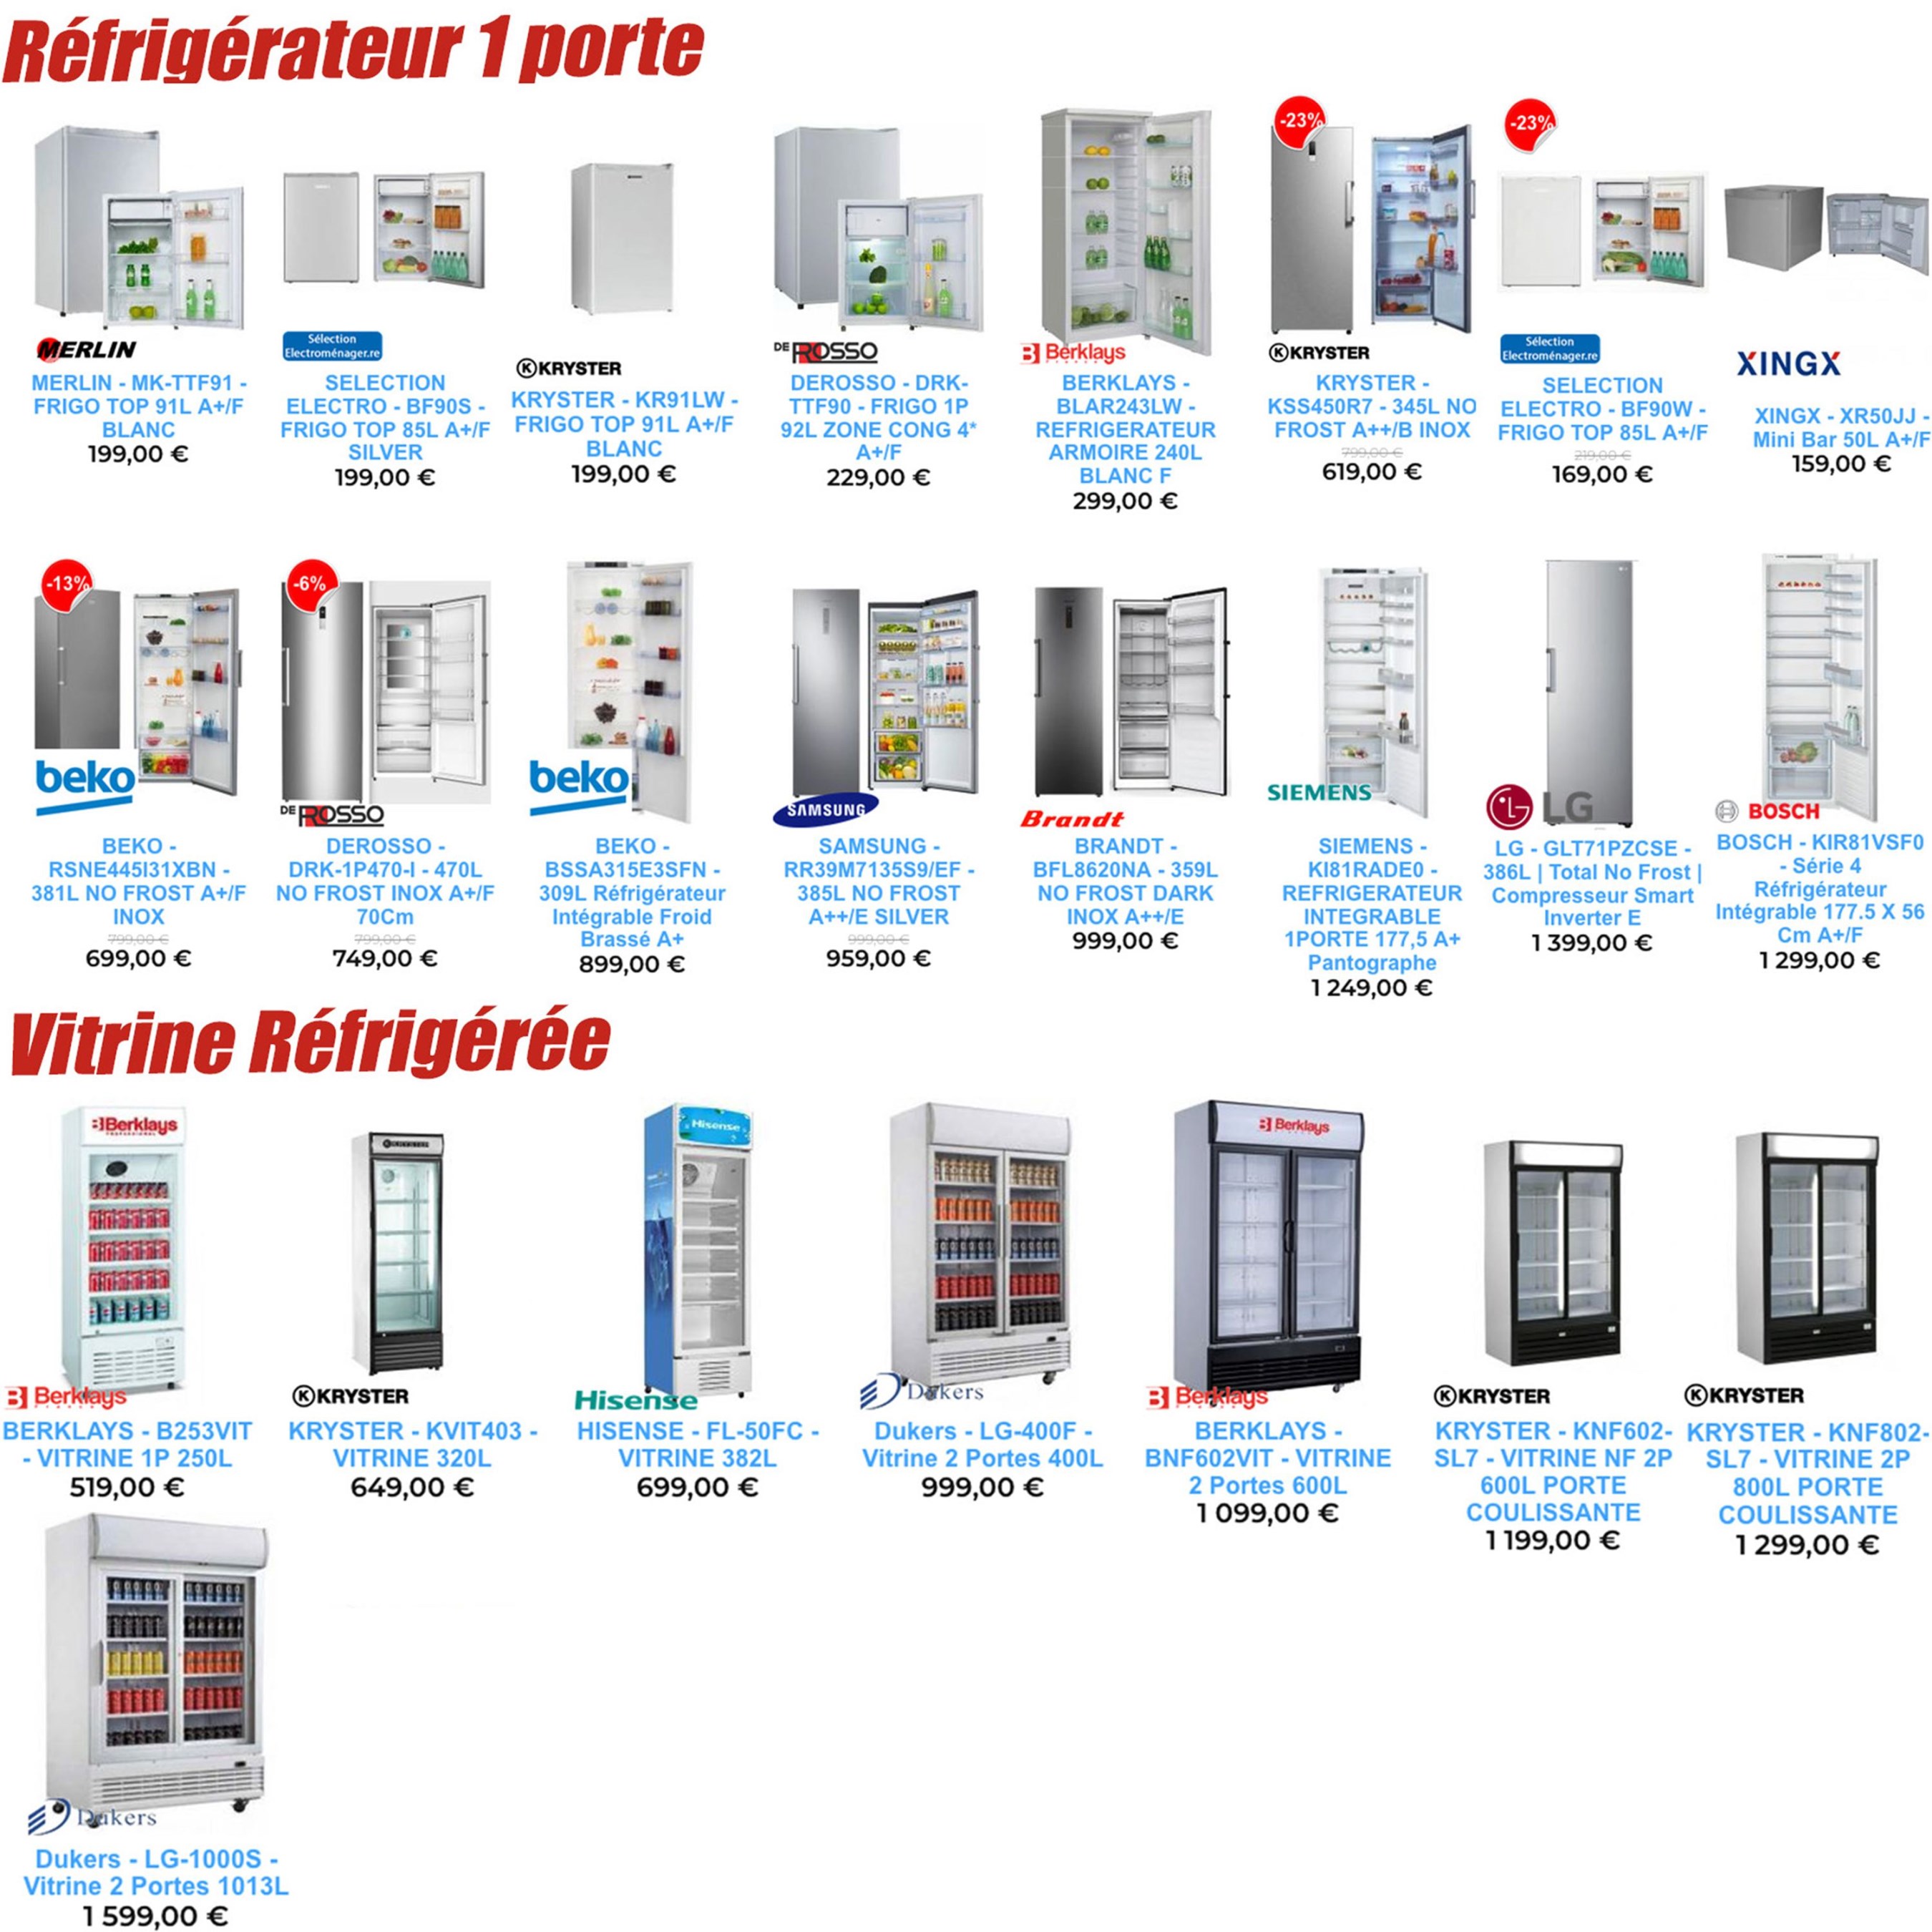 Réfrigérateur 1 porte
-23%
-23%
MERLIN
MERLIN - MK-TTF91 -
FRIGO TOP 91L A+/F
BLANC
199,00 €
Sélection
Electroménager.re
SELECTION
ELECTRO - BF90S -
FRIGO TOP 85L A+/F
SILVER
199,00 €
KRYSTER
KRYSTER - KR91LW -
FRIGO TOP 91L A+/F
BLANC
199,00 €
DE ROSSO
DEROSSO - DRK-
TTF90 - FRIGO 1P
92L ZONE CONG 4*
A+/F
229,00 €
Berklays
BERKLAYS -
BLAR243LW -
REFRIGERATEUR
ARMOIRE 240L
BLANC F
299,00 €
KRYSTER
KRYSTER -
KSS450R7 - 345L NO
FROST A++/B INOX
799,00 €
619,00 €
Sélection
Electroménager.re
SELECTION
ELECTRO - BF90W -
FRIGO TOP 85L A+/F
219,00 €
169,00 €
XINGX
XINGX - XR50JJ -
Mini Bar 50L A+/F
159,00 €
-13%
beko
BEKO -
RSNE445I31XBN -
381L NO FROST A+/F
INOX
799,00 €
699,00 €
-6%
DE ROSSO
DEROSSO -
DRK-1P470-I - 470L
NO FROST INOX A+/F
70Cm
799,00 €
749,00 €
beko
BEKO -
BSSA315E3SFN -
309L Réfrigérateur
Intégrable Froid
Brassé A+
899,00 €
SAMSUNG
SAMSUNG -
RR39M7135S9/EF -
385L NO FROST
A++/E SILVER
999,00 €
959,00 €
Brandt
BRANDT -
BFL8620NA - 359L
NO FROST DARK
INOX A++/E
999,00 €
SIEMENS
SIEMENS -
KI81RADE0 -
REFRIGERATEUR
INTEGRABLE
1PORTE 177,5 A+
Pantographe
1 249,00 €
LG
LG - GLT71PZCSE -
386L | Total No Frost |
Compresseur Smart
Inverter E
1 399,00 €
BOSCH
BOSCH - KIR81VSF0
- Série 4
Réfrigérateur
Intégrable 177.5 X 56
Cm A+/F
1 299,00 €
Vitrine Réfrigérée
Berklays
Berklays
BERKLAYS - B253VIT
- VITRINE 1P 250L
519,00 €
KRYSTER
KRYSTER
KRYSTER - KVIT403 -
VITRINE 320L
649,00 €
Hisense
Hisense
HISENSE - FL-50FC -
VITRINE 382L
699,00 €
Dukers
Dukers - LG-400F -
Vitrine 2 Portes 400L
999,00 €
Berklays
Berklays
BERKLAYS -
BNF602VIT - VITRINE
2 Portes 600L
1 099,00 €
KRYSTER
KRYSTER - KNF602-
SL7 - VITRINE NF 2P
600L PORTE
COULISSANTE
1 199,00 €
KRYSTER
KRYSTER - KNF802-
SL7 - VITRINE 2P
800L PORTE
COULISSANTE
1 299,00 €
Dukers
Dukers - LG-1000S -
Vitrine 2 Portes 1013L
1 599,00 €